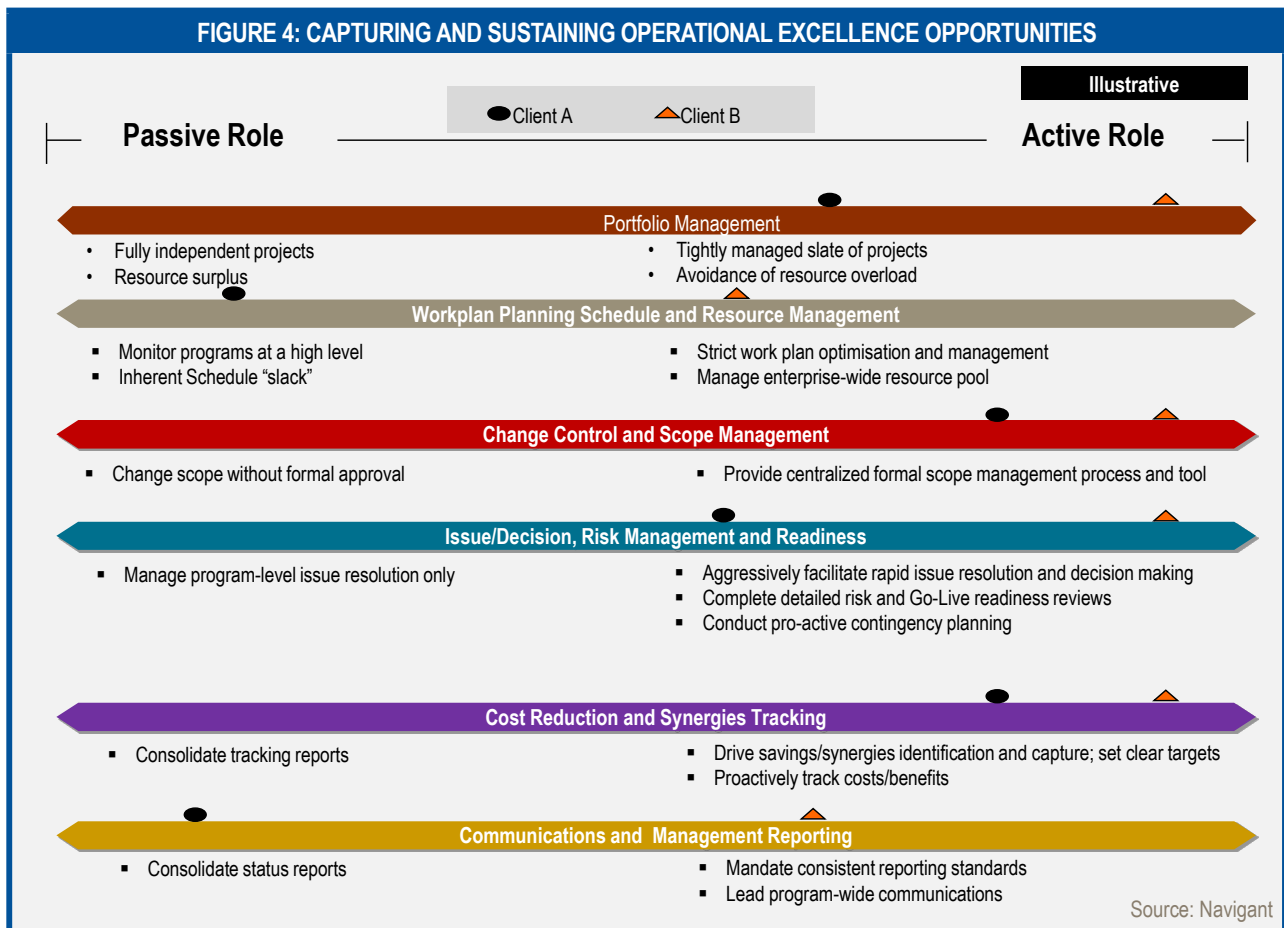 FIGURE 4: CAPTURING AND SUSTAINING OPERATIONAL EXCELLENCE OPPORTUNITIES
Illustrative
Client A
Client B
Passive Role
Active Role
Portfolio Management
• Fully independent projects
• Resource surplus
• Tightly managed slate of projects
• Avoidance of resource overload
Workplan Planning Schedule and Resource Management
▪ Monitor programs at a high level
▪ Inherent Schedule “slack”
▪ Strict work plan optimisation and management
▪ Manage enterprise-wide resource pool
Change Control and Scope Management
▪ Change scope without formal approval
▪ Provide centralized formal scope management process and tool
Issue/Decision, Risk Management and Readiness
▪ Manage program-level issue resolution only
▪ Aggressively facilitate rapid issue resolution and decision making
▪ Complete detailed risk and Go-Live readiness reviews
▪ Conduct pro-active contingency planning
Cost Reduction and Synergies Tracking
▪ Consolidate tracking reports
▪ Drive savings/synergies identification and capture; set clear targets
▪ Proactively track costs/benefits
Communications and Management Reporting
▪ Consolidate status reports
▪ Mandate consistent reporting standards
▪ Lead program-wide communications
Source: Navigant